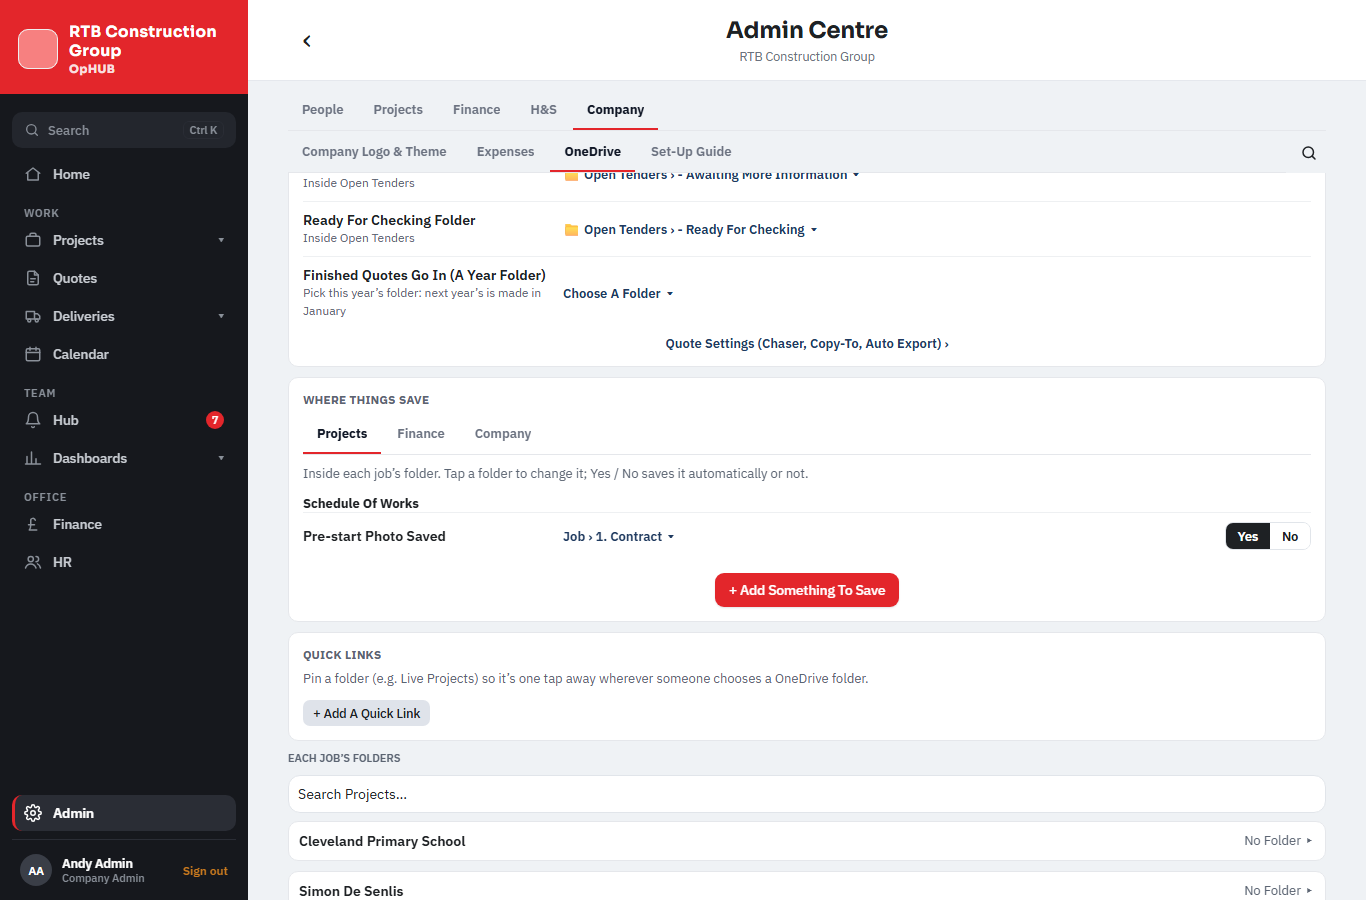 RTB Construction
Group
OpHUB
Search
Ctrl K
Home
WORK
Projects
Quotes
Deliveries
Calendar
TEAM
Hub
7
Dashboards
OFFICE
Finance
HR
Admin
AA
Andy Admin
Company Admin
Sign out
Admin Centre
RTB Construction Group
People
Projects
Finance
H&S
Company
Company Logo & Theme
Expenses
OneDrive
Set-Up Guide
Inside Open Tenders
Open Tenders › - Awaiting More Information
Ready For Checking Folder
Inside Open Tenders
Open Tenders › - Ready For Checking
Finished Quotes Go In (A Year Folder)
Pick this year’s folder: next year’s is made in
January
Choose A Folder
Quote Settings (Chaser, Copy-To, Auto Export) ›
WHERE THINGS SAVE
Projects
Finance
Company
Inside each job’s folder. Tap a folder to change it; Yes / No saves it automatically or not.
Schedule Of Works
Pre-start Photo Saved
Job › 1. Contract
Yes
No
+ Add Something To Save
QUICK LINKS
Pin a folder (e.g. Live Projects) so it’s one tap away wherever someone chooses a OneDrive folder.
+ Add A Quick Link
EACH JOB’S FOLDERS
Search Projects...
Cleveland Primary School
No Folder
Simon De Senlis
No Folder